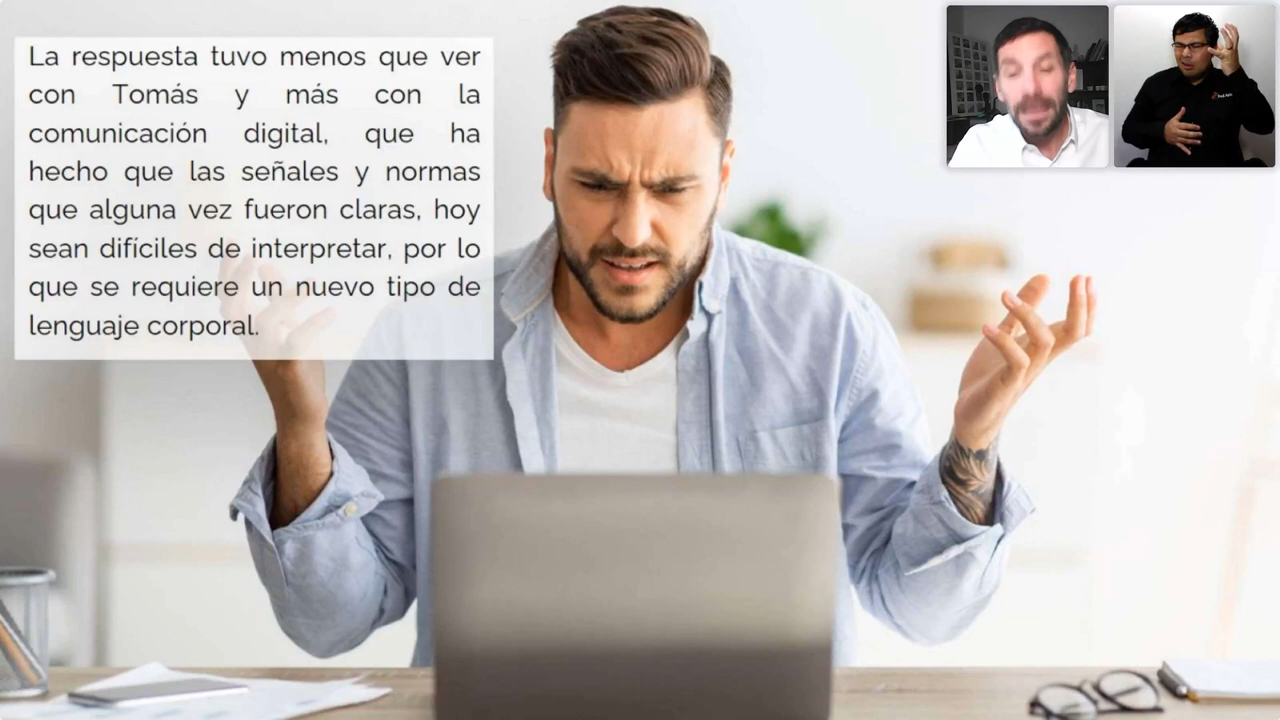 La respuesta tuvo menos que ver
con Tomás y más con la
comunicación digital, que ha
hecho que las señales y normas
que alguna vez fueron claras, hoy
sean difíciles de interpretar, por lo
que se requiere un nuevo tipo de
lenguaje corporal.